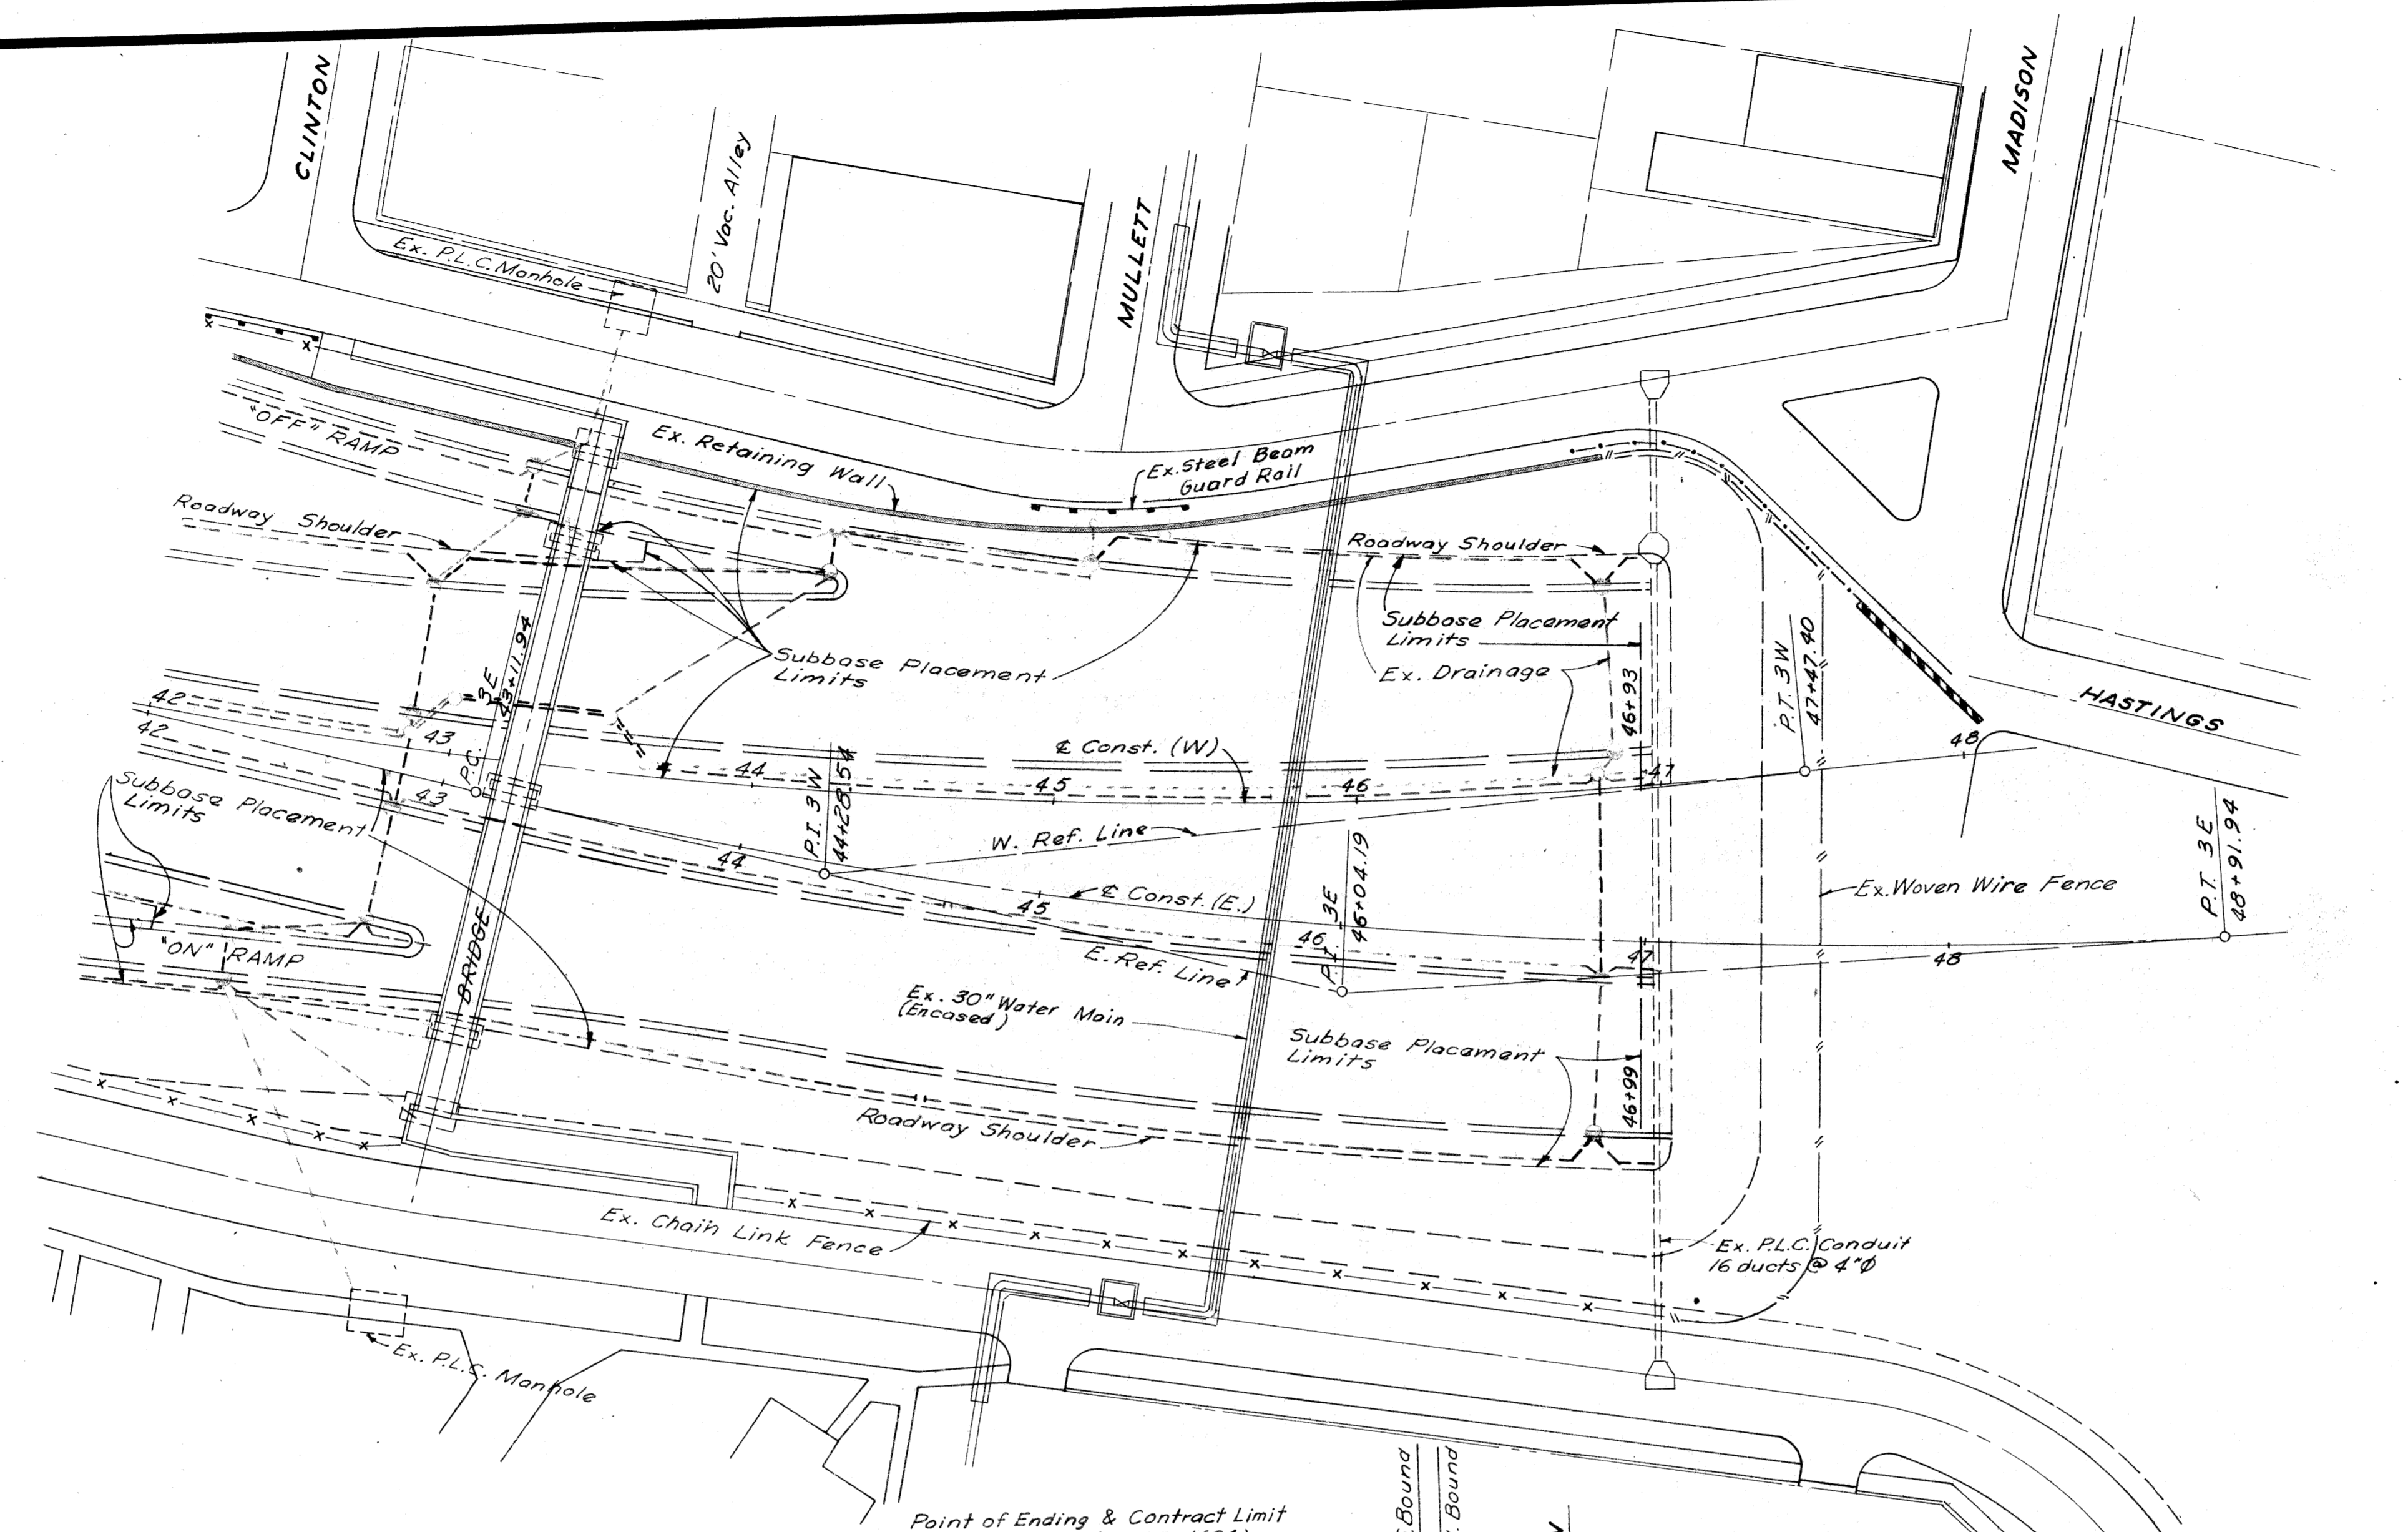 CLINTON
20' Vac. Alley
MULLETT
MADISON
Ex. P.L.C. Manhole
"OFF" RAMP
Ex. Retaining Wall
Ex. Steel Beam
Guard Rail
Roadway Shoulder
Roadway Shoulder
Subbase Placement
Limits
Subbase Placement
Limits
Ex. Drainage
HASTINGS
P.C.
3E
43+11.94
42
42
43
43
44
44
45
45
46
46
47
47
48
48
₵ Const. (W)
P.I. 3W
44+28.54
46+93
P.T. 3W
47+47.40
Subbase Placement
Limits
W. Ref. Line
₵ Const. (E.)
P.I. 3E
46+04.19
E. Ref. Line
Ex. Woven Wire Fence
P.T. 3E
48+91.94
"ON" RAMP
BRIDGE
Ex. 30" Water Main
(Encased)
Subbase Placement
Limits
46+99
Roadway Shoulder
Ex. Chain Link Fence
Ex. P.L.C. Conduit
16 ducts @ 4"Ø
Ex. P.L.C. Manhole
Point of Ending & Contract Limit
Bound
Bound